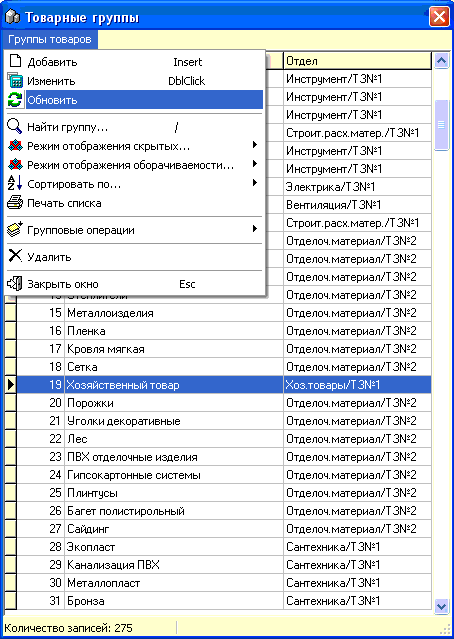 Товарные группы
Группы товаров
Отдел
Добавить Insert
Изменить DblClick
Обновить
Найти группу... /
Режим отображения скрытых...
Режим отображения оборачиваемости...
Сортировать по...
Печать списка
Групповые операции
Удалить
Закрыть окно Esc
Инструмент/ТЗ№1
Инструмент/ТЗ№1
Инструмент/ТЗ№1
Строит.расх.матер./ТЗ№1
Инструмент/ТЗ№1
Инструмент/ТЗ№1
Электрика/ТЗ№1
Вентиляция/ТЗ№1
Строит.расх.матер./ТЗ№1
Отделоч.материал/ТЗ№2
Отделоч.материал/ТЗ№2
Отделоч.материал/ТЗ№2
Отделоч.материал/ТЗ№2
15 Металлоизделия Отделоч.материал/ТЗ№2
16 Пленка Отделоч.материал/ТЗ№2
17 Кровля мягкая Отделоч.материал/ТЗ№2
18 Сетка Отделоч.материал/ТЗ№2
19 Хозяйственный товар Хоз.товары/ТЗ№1
20 Порожки Отделоч.материал/ТЗ№2
21 Уголки декоративные Отделоч.материал/ТЗ№2
22 Лес Отделоч.материал/ТЗ№2
23 ПВХ отделочные изделия Отделоч.материал/ТЗ№2
24 Гипсокартонные системы Отделоч.материал/ТЗ№2
25 Плинтусы Отделоч.материал/ТЗ№2
26 Багет полистирольный Отделоч.материал/ТЗ№2
27 Сайдинг Отделоч.материал/ТЗ№2
28 Экопласт Сантехника/ТЗ№1
29 Канализация ПВХ Сантехника/ТЗ№1
30 Металлопласт Сантехника/ТЗ№1
31 Бронза Сантехника/ТЗ№1
Количество записей: 275